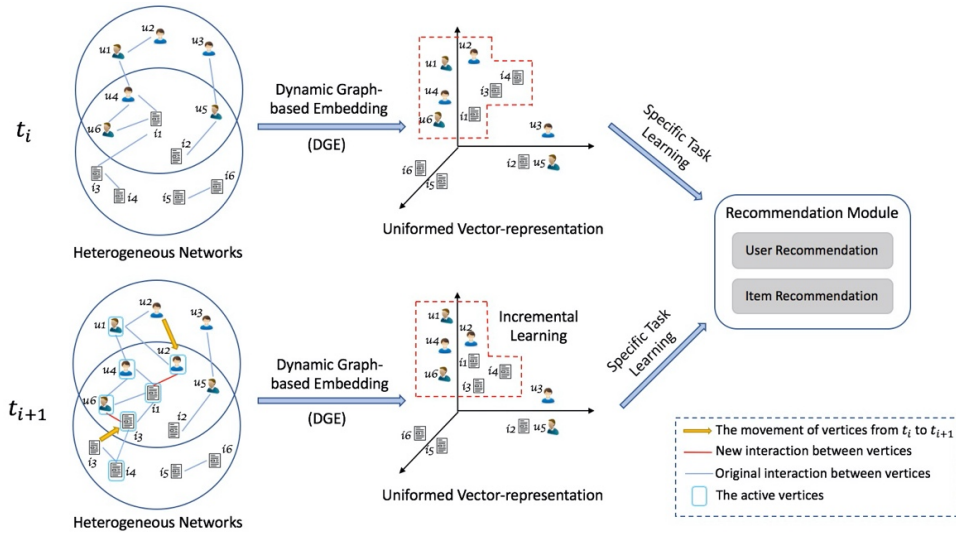 t_i
u1
u2
u3
u4
u5
u6
i1
i2
i3
i4
i5
i6
Heterogeneous Networks
Dynamic Graph-
based Embedding
(DGE)
u1
u2
u4
i4
i3
u6
i1
u3
i2
u5
i6
i5
Uniformed Vector-representation
Specific Task
Learning
Recommendation Module
User Recommendation
Item Recommendation
t_{i+1}
u2
u1
u3
u2
u4
u5
u6
i1
i3
i2
i3
i4
i5
i6
Heterogeneous Networks
Dynamic Graph-
based Embedding
(DGE)
Incremental
Learning
u1
u2
u4
i1
i4
u6
i3
u3
i2
u5
i6
i5
Uniformed Vector-representation
Specific Task
Learning
The movement of vertices from t_i to t_{i+1}
New interaction between vertices
Original interaction between vertices
The active vertices